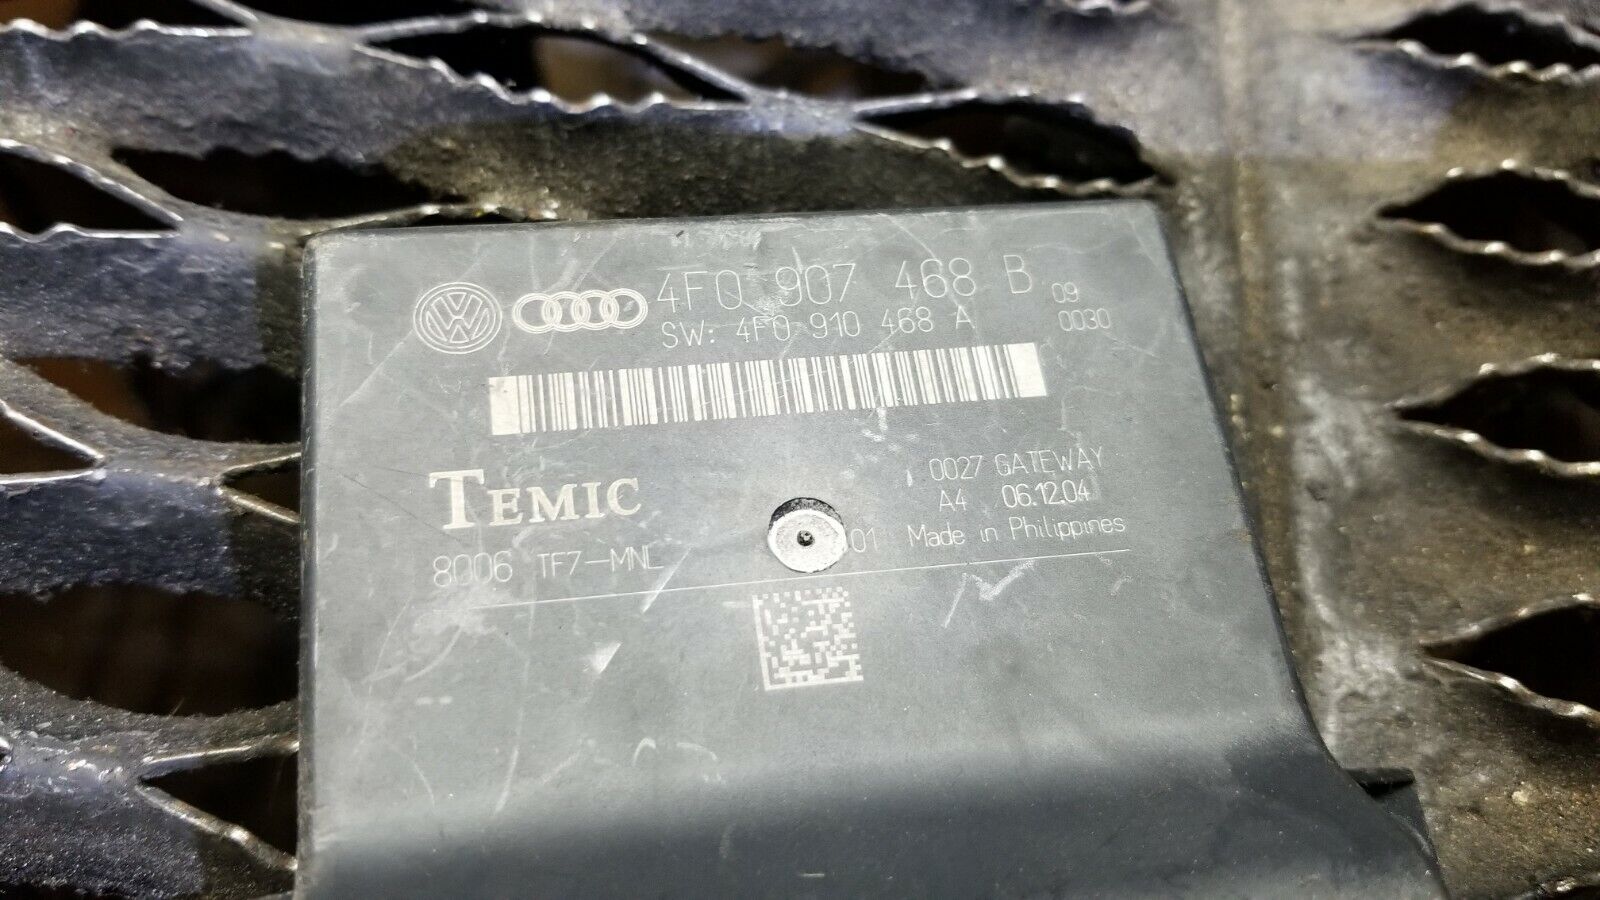 4F0 907 468 B 09
SW: 4F0 910 468 A 0030
TEMIC
0027 GATEWAY
A4 06.12.04
8006 TF7-MNL 01 Made in Philippines